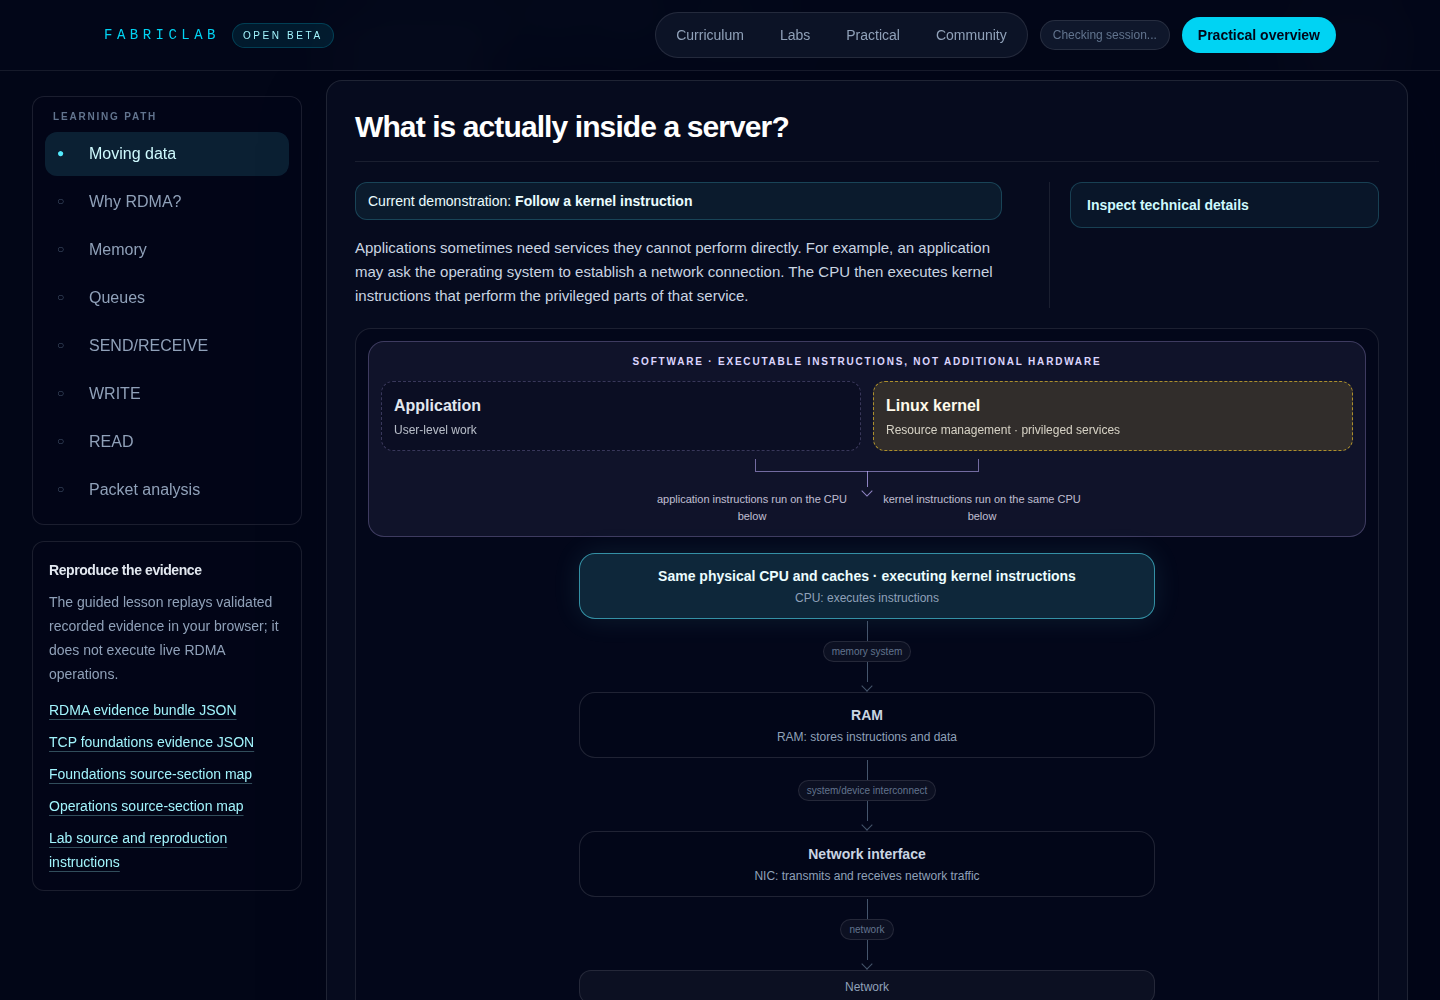 FABRICLAB
OPEN BETA
Curriculum
Labs
Practical
Community
Checking session...
Practical overview
LEARNING PATH
Moving data
Why RDMA?
Memory
Queues
SEND/RECEIVE
WRITE
READ
Packet analysis
Reproduce the evidence
The guided lesson replays validated
recorded evidence in your browser; it
does not execute live RDMA
operations.
RDMA evidence bundle JSON
TCP foundations evidence JSON
Foundations source-section map
Operations source-section map
Lab source and reproduction
instructions
What is actually inside a server?
Current demonstration: Follow a kernel instruction
Inspect technical details
Applications sometimes need services they cannot perform directly. For example, an application
may ask the operating system to establish a network connection. The CPU then executes kernel
instructions that perform the privileged parts of that service.
SOFTWARE · EXECUTABLE INSTRUCTIONS, NOT ADDITIONAL HARDWARE
Application
User-level work
Linux kernel
Resource management · privileged services
application instructions run on the CPU
below
kernel instructions run on the same CPU
below
Same physical CPU and caches · executing kernel instructions
CPU: executes instructions
memory system
RAM
RAM: stores instructions and data
system/device interconnect
Network interface
NIC: transmits and receives network traffic
network
Network